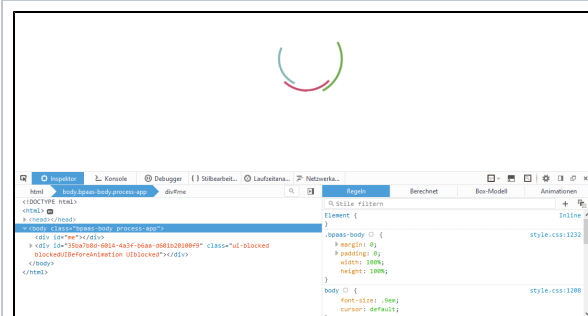 Inspektor Konsole Debugger { } Stilbearbeit... Laufzeitana... Netzwerka...
html body.bpaas-body.process-app div#me Regeln Berechnet Box-Modell Animationen
<!DOCTYPE html>
<html> ev
<head></head>
<body class="bpaas-body process-app">
<div id="me"></div>
<div id="35ba7b0d-6014-4a3f-b6aa-d601b20100f9" class="ui-blocked
blockedUIBeforeAnimation UIblocked"></div>
</body>
</html>
Stile filtern +
Element { Inline
}
.bpaas-body { style.css:1232
margin: 0;
padding: 0;
width: 100%;
height: 100%;
}
body { style.css:1208
font-size: .9em;
cursor: default;